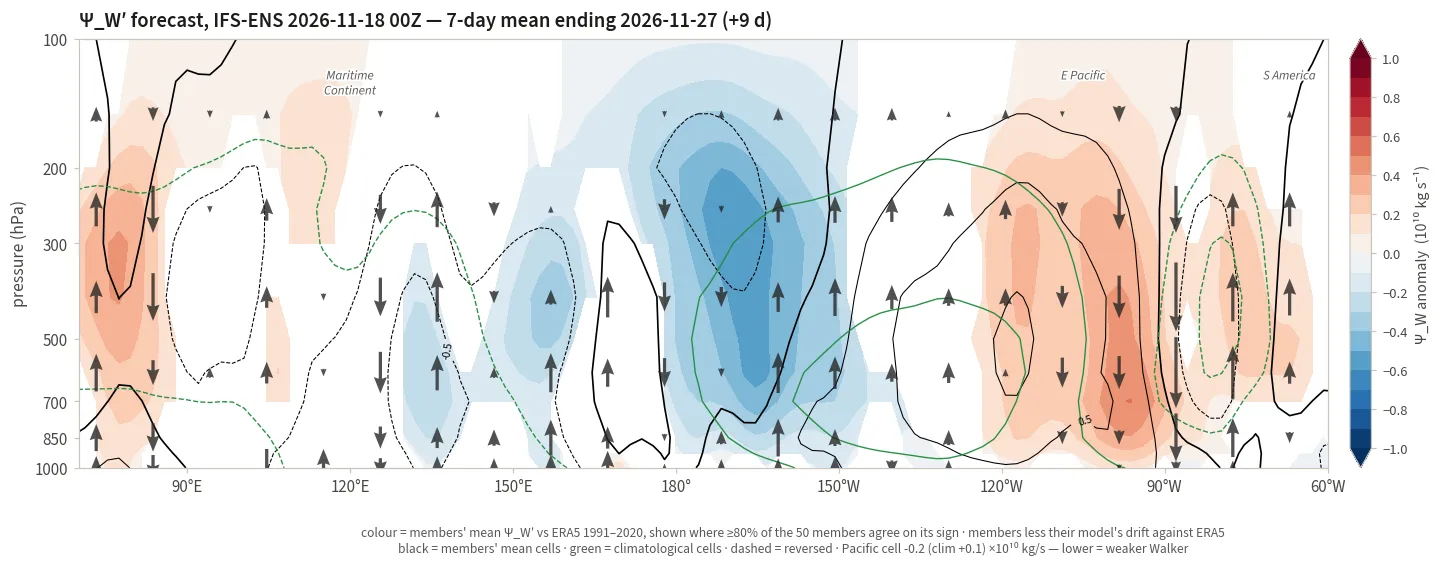 Ψ_W′ forecast, IFS-ENS 2026-11-18 00Z — 7-day mean ending 2026-11-27 (+9 d)
Maritime
Continent
E Pacific
S America
100
200
300
500
700
850
1000
pressure (hPa)
-0.5
0.5
90°E
120°E
150°E
180°
150°W
120°W
90°W
60°W
1.0
0.8
0.6
0.4
0.2
0.0
−0.2
−0.4
−0.6
−0.8
−1.0
Ψ_W anomaly (10¹⁰ kg s⁻¹)
colour = members' mean Ψ_W′ vs ERA5 1991–2020, shown where ≥80% of the 50 members agree on its sign · members less their model's drift against ERA5
black = members' mean cells · green = climatological cells · dashed = reversed · Pacific cell -0.2 (clim +0.1) ×10¹⁰ kg/s — lower = weaker Walker